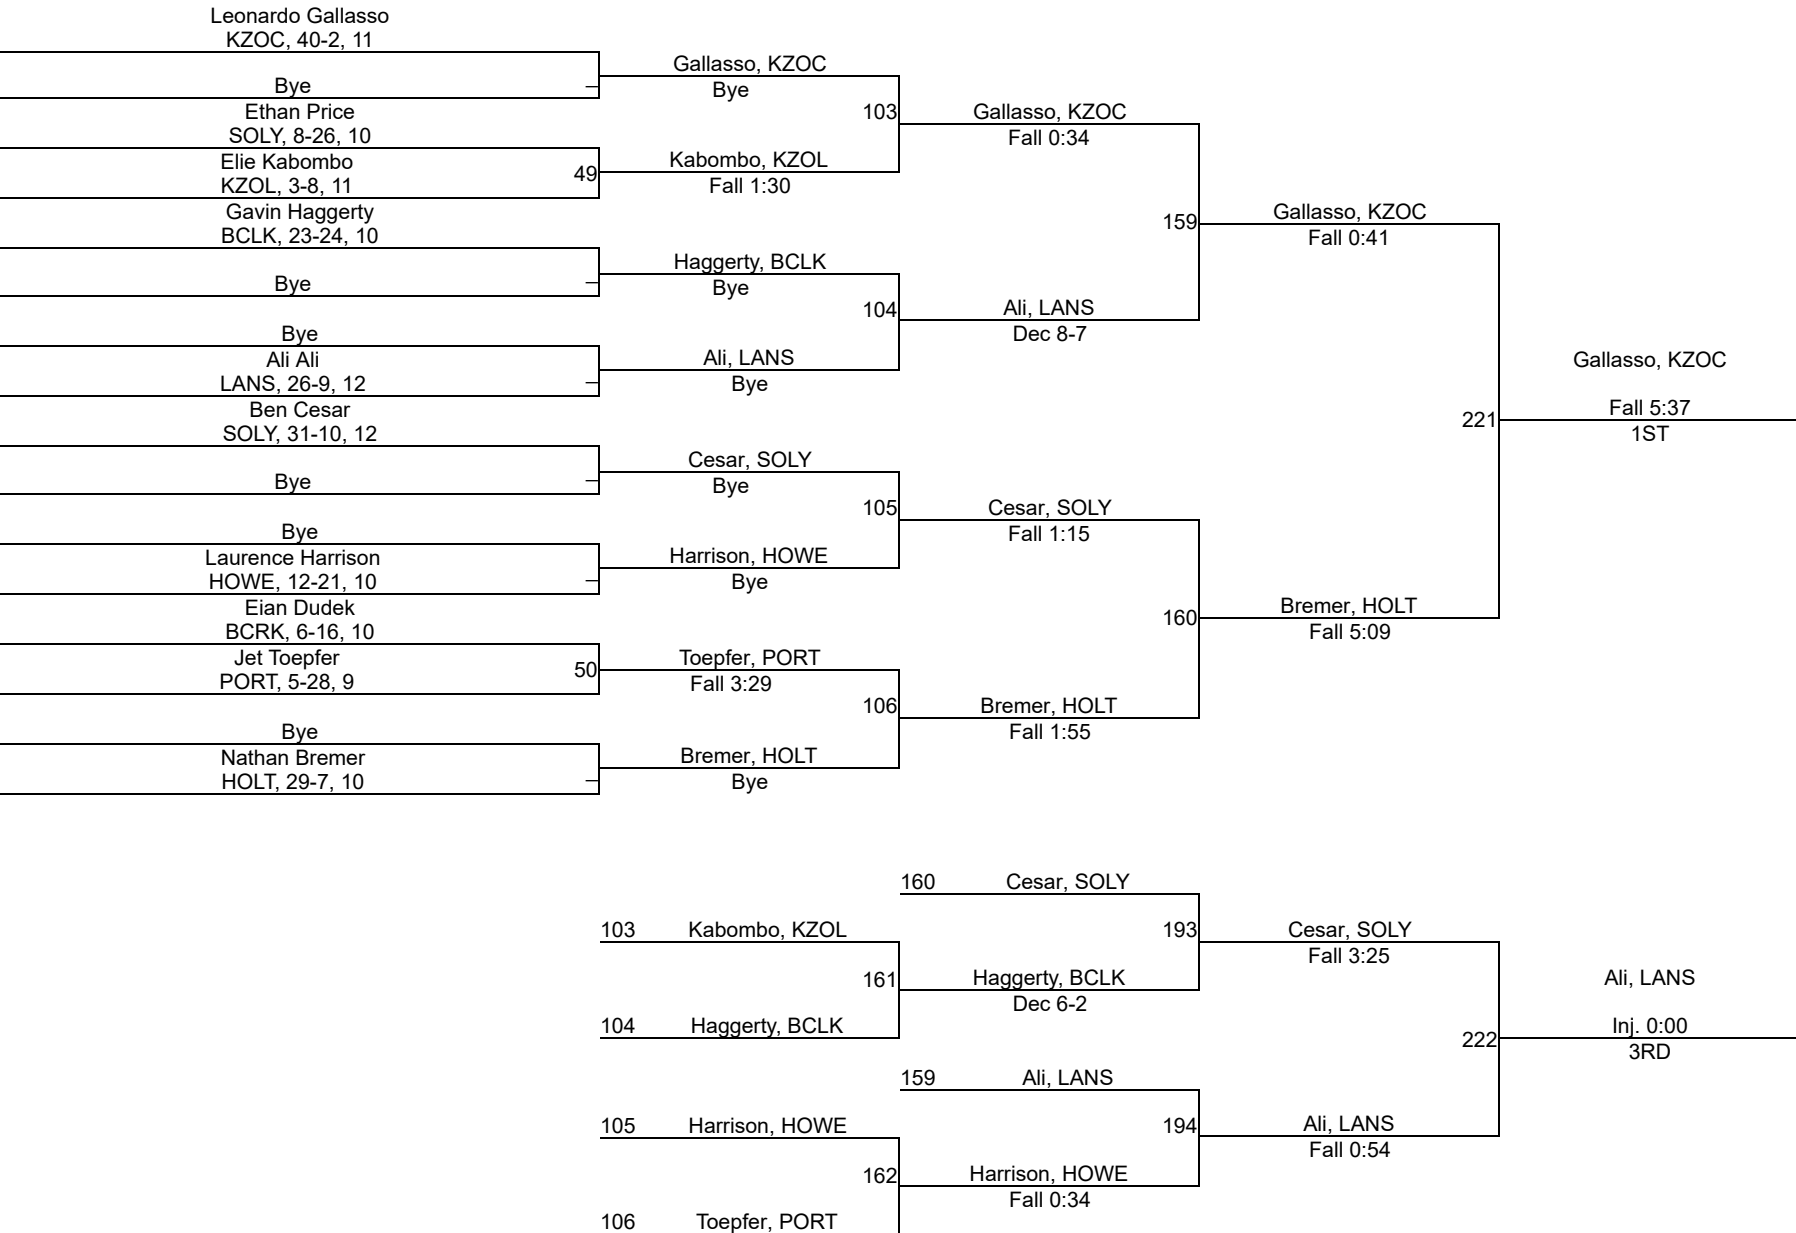 Leonardo Gallasso
KZOC, 40-2, 11
Bye
Ethan Price
SOLY, 8-26, 10
Elie Kabombo
KZOL, 3-8, 11
49
Gavin Haggerty
BCLK, 23-24, 10
Bye
Bye
Ali Ali
LANS, 26-9, 12
Ben Cesar
SOLY, 31-10, 12
Bye
Bye
Laurence Harrison
HOWE, 12-21, 10
Eian Dudek
BCRK, 6-16, 10
Jet Toepfer
PORT, 5-28, 9
50
Bye
Nathan Bremer
HOLT, 29-7, 10
Gallasso, KZOC
Bye
103
Kabombo, KZOL
Fall 1:30
Haggerty, BCLK
Bye
104
Ali, LANS
Bye
Cesar, SOLY
Bye
105
Harrison, HOWE
Bye
Toepfer, PORT
Fall 3:29
106
Bremer, HOLT
Bye
Gallasso, KZOC
Fall 0:34
159
Ali, LANS
Dec 8-7
Cesar, SOLY
Fall 1:15
160
Bremer, HOLT
Fall 1:55
Gallasso, KZOC
Fall 0:41
221
Bremer, HOLT
Fall 5:09
Gallasso, KZOC
Fall 5:37
1ST
103 Kabombo, KZOL
161
104 Haggerty, BCLK
105 Harrison, HOWE
162
106 Toepfer, PORT
160 Cesar, SOLY
193
Haggerty, BCLK
Dec 6-2
159 Ali, LANS
194
Harrison, HOWE
Fall 0:34
Cesar, SOLY
Fall 3:25
222
Ali, LANS
Fall 0:54
Ali, LANS
Inj. 0:00
3RD